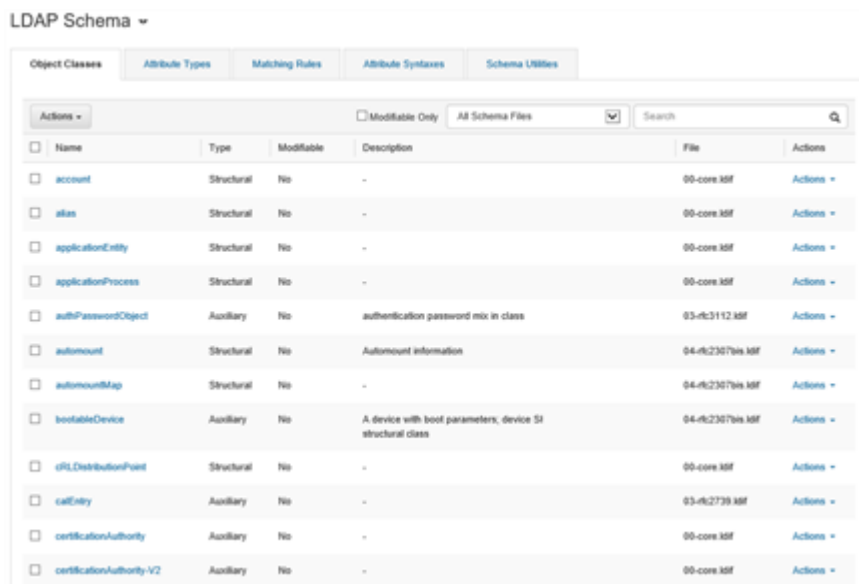 LDAP Schema
Object Classes Attribute Types Matching Rules Attribute Syntaxes Schema Utilities
Actions Modifiable Only All Schema Files Search
Name Type Modifiable Description File Actions
account Structural No - 00-core.ldif Actions
alias Structural No - 00-core.ldif Actions
applicationEntity Structural No - 00-core.ldif Actions
applicationProcess Structural No - 00-core.ldif Actions
authPasswordObject Auxiliary No authentication password mix in class 03-rfc3112.ldif Actions
automount Structural No Automount information 04-rfc2307bis.ldif Actions
automountMap Structural No - 04-rfc2307bis.ldif Actions
bootableDevice Auxiliary No A device with boot parameters; device SH 04-rfc2307bis.ldif Actions
structural class
cRLDistributionPoint Structural No - 00-core.ldif Actions
calEntry Auxiliary No - 03-rfc2739.ldif Actions
certificationAuthority Auxiliary No - 00-core.ldif Actions
certificationAuthority-V2 Auxiliary No - 00-core.ldif Actions